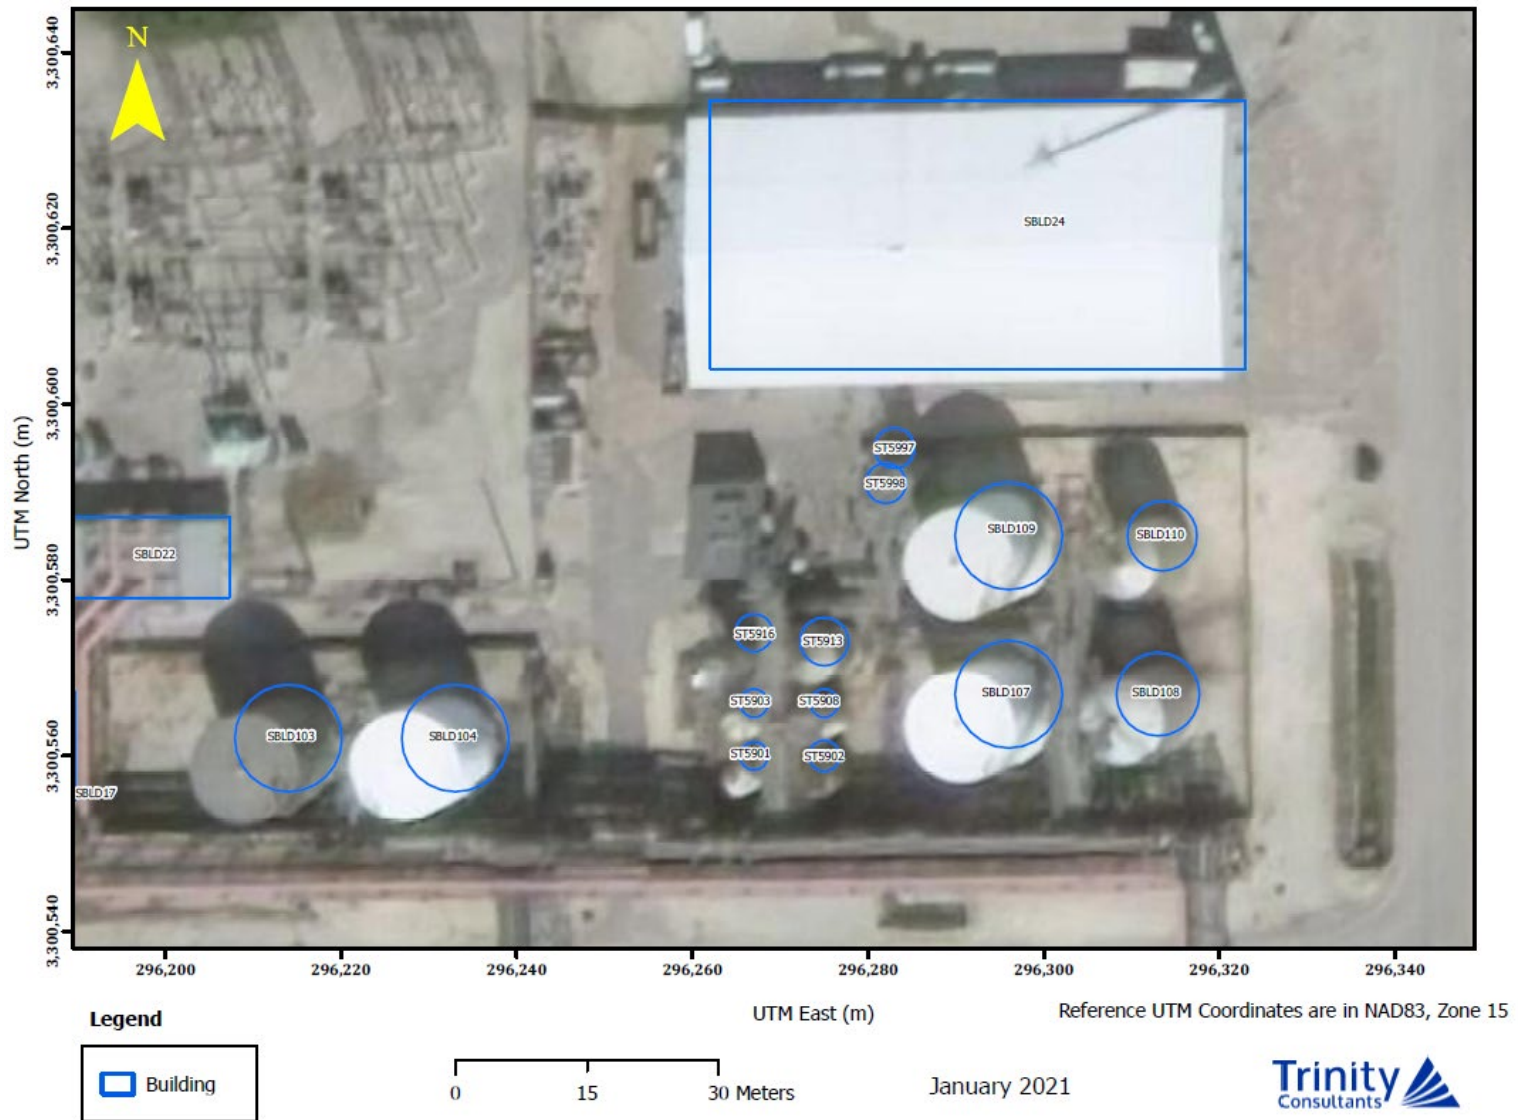 N
3,300,640
3,300,620
3,300,600
3,300,580
3,300,560
3,300,540
UTM North (m)
SBLD24
ST5997
ST5998
SBLD109
SBLD110
SBLD22
ST5916
ST5913
SBLD107
SBLD108
ST5903
ST5908
SBLD103
SBLD104
ST5901
ST5902
SBLD17
296,200 296,220 296,240 296,260 296,280 296,300 296,320 296,340
UTM East (m)
Reference UTM Coordinates are in NAD83, Zone 15
Legend
Building
0 15 30 Meters
January 2021
Trinity
Consultants